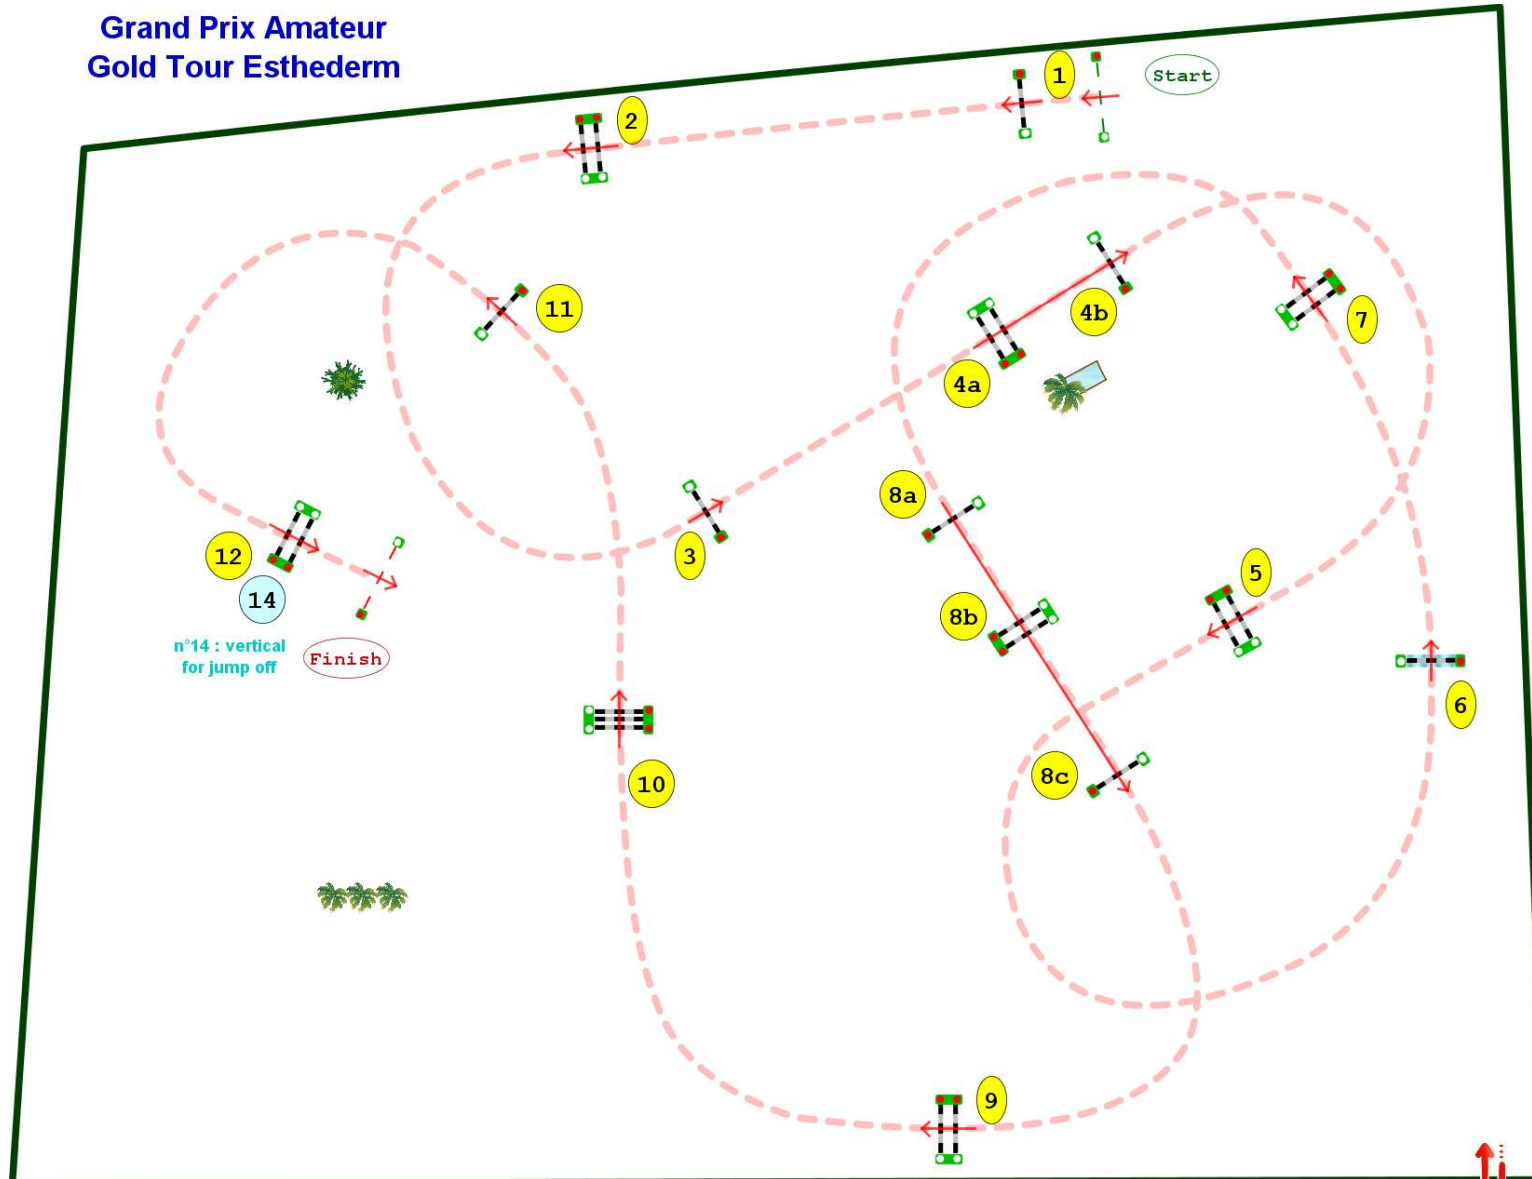 Grand Prix Amateur
Gold Tour Esthederm
1
Start
2
11
4b
7
4a
8a
3
12
14
5
8b
n°14 : vertical
for jump off
Finish
6
8c
10
9